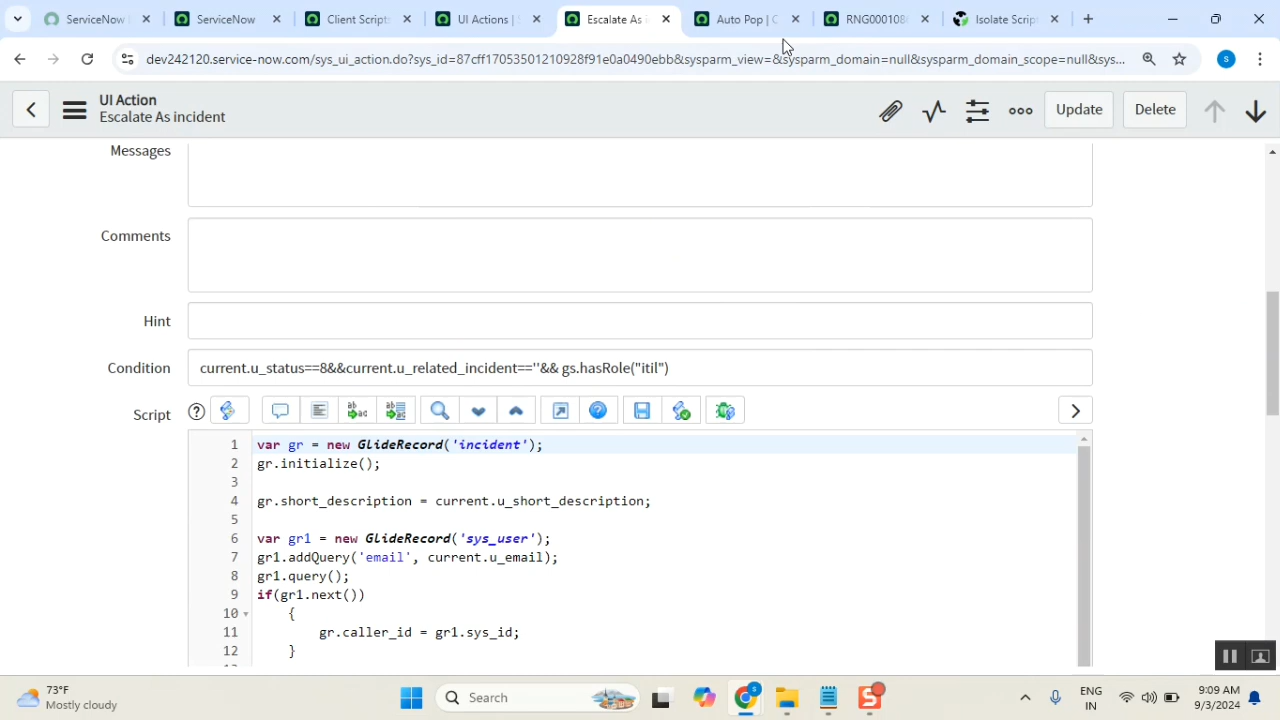 ServiceNow
ServiceNow
Client Script
UI Actions | S
Escalate As
Auto Pop | C
RNG000108
Isolate Scrip
dev242120.service-now.com/sys_ui_action.do?sys_id=87cff17053501210928f91e0a0490ebb&sysparm_view=&sysparm_domain=null&sysparm_domain_scope=null&sys...
s
UI Action
Escalate As incident
Update
Delete
Messages
Comments
Hint
Condition
current.u_status==8&&current.u_related_incident==''&& gs.hasRole("itil")
Script
1 var gr = new GlideRecord('incident');
2 gr.initialize();
3
4 gr.short_description = current.u_short_description;
5
6 var gr1 = new GlideRecord('sys_user');
7 gr1.addQuery('email', current.u_email);
8 gr1.query();
9 if(gr1.next())
10 {
11 gr.caller_id = gr1.sys_id;
12 }
73°F
Mostly cloudy
Search
ENG
IN
9:09 AM
9/3/2024